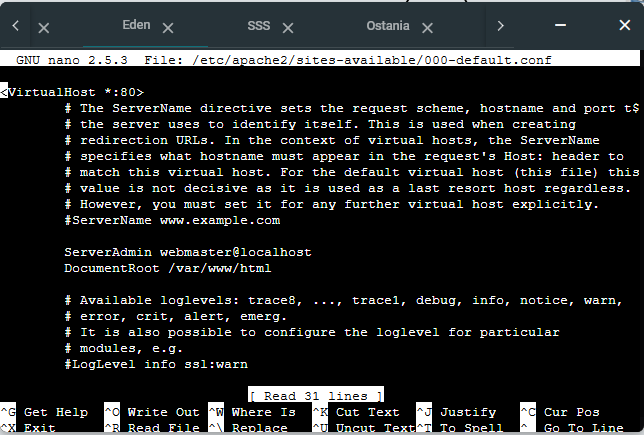 Eden SSS Ostania
GNU nano 2.5.3 File: /etc/apache2/sites-available/000-default.conf
<VirtualHost *:80>
# The ServerName directive sets the request scheme, hostname and port t$
# the server uses to identify itself. This is used when creating
# redirection URLs. In the context of virtual hosts, the ServerName
# specifies what hostname must appear in the request's Host: header to
# match this virtual host. For the default virtual host (this file) this
# value is not decisive as it is used as a last resort host regardless.
# However, you must set it for any further virtual host explicitly.
#ServerName www.example.com
ServerAdmin webmaster@localhost
DocumentRoot /var/www/html
# Available loglevels: trace8, ..., trace1, debug, info, notice, warn,
# error, crit, alert, emerg.
# It is also possible to configure the loglevel for particular
# modules, e.g.
#LogLevel info ssl:warn
[ Read 31 lines ]
^G Get Help ^O Write Out ^W Where Is ^K Cut Text ^J Justify ^C Cur Pos
^X Exit ^R Read File ^\ Replace ^U Uncut Text ^T To Spell ^_ Go To Line